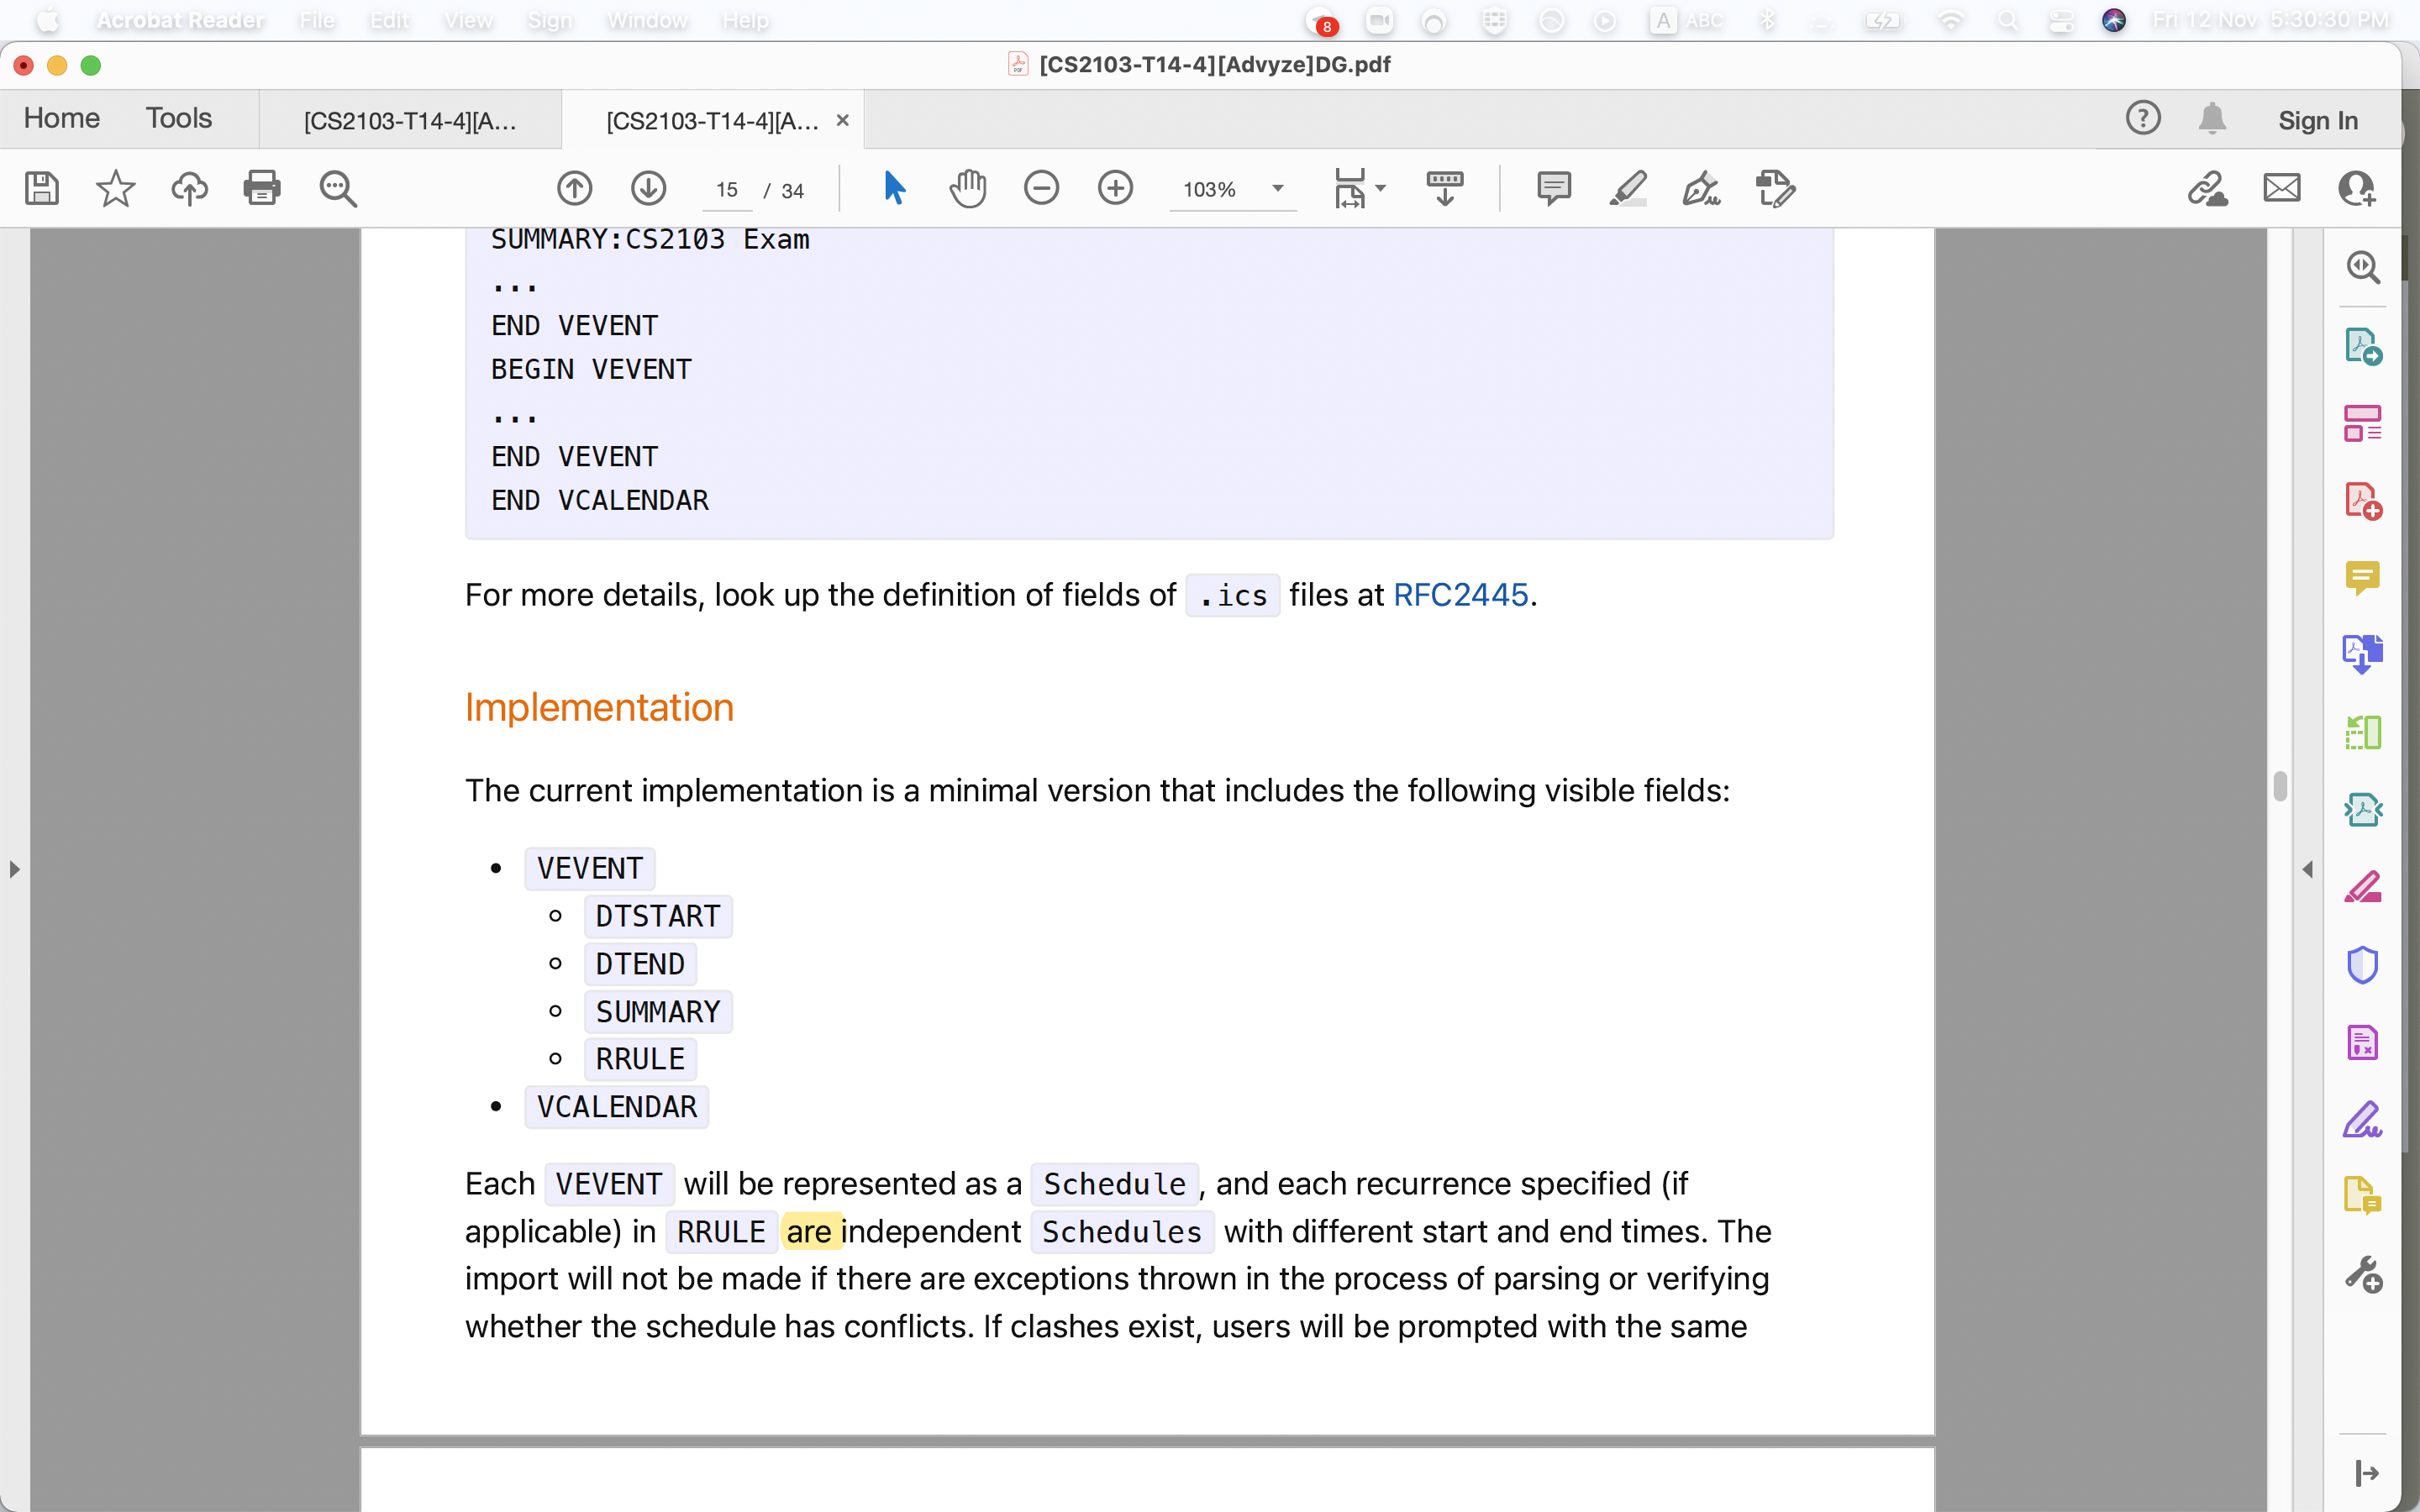 Acrobat Reader File Edit View Sign Window Help 8 A ABC Fri 12 Nov 5:30:30 PM
[CS2103-T14-4][Advyze]DG.pdf
Home Tools [CS2103-T14-4][A... [CS2103-T14-4][A... × ? Sign In
15 / 34 103%
SUMMARY:CS2103 Exam
...
END VEVENT
BEGIN VEVENT
...
END VEVENT
END VCALENDAR
For more details, look up the definition of fields of .ics files at RFC2445.
Implementation
The current implementation is a minimal version that includes the following visible fields:
• VEVENT
◦ DTSTART
◦ DTEND
◦ SUMMARY
◦ RRULE
• VCALENDAR
Each VEVENT will be represented as a Schedule, and each recurrence specified (if
applicable) in RRULE are independent Schedules with different start and end times. The
import will not be made if there are exceptions thrown in the process of parsing or verifying
whether the schedule has conflicts. If clashes exist, users will be prompted with the same